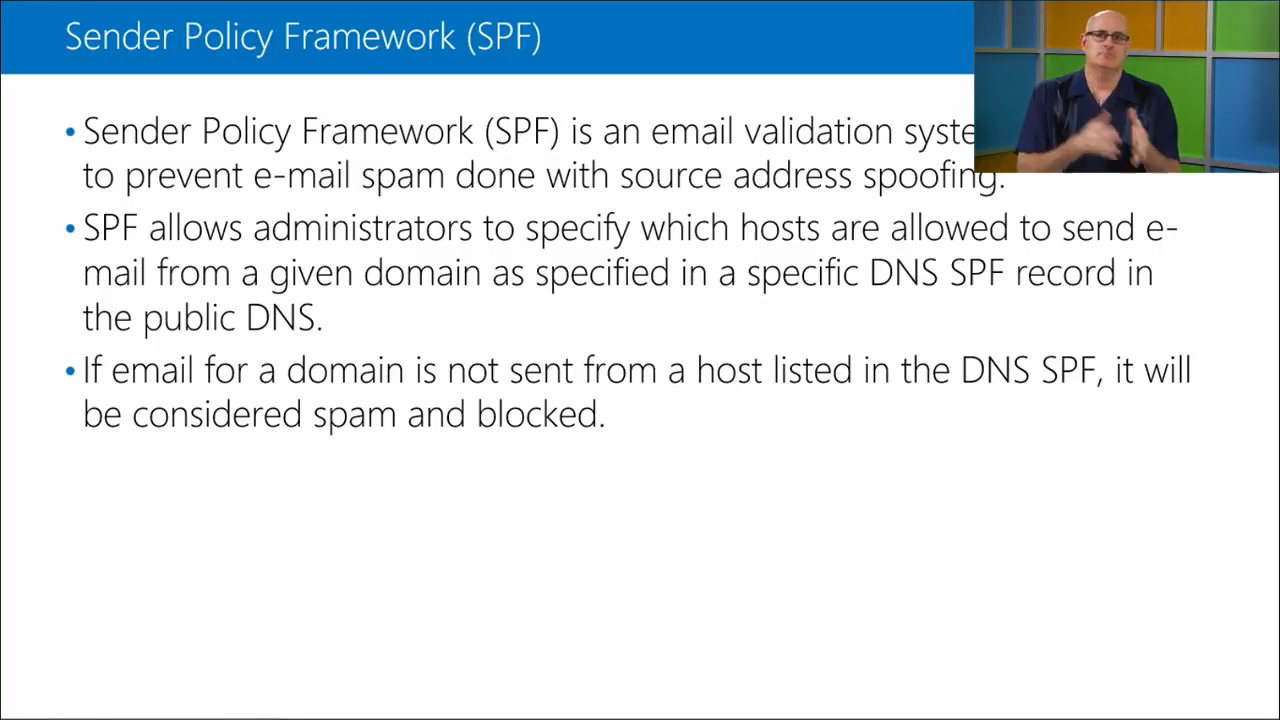 Sender Policy Framework (SPF)
• Sender Policy Framework (SPF) is an email validation
to prevent e-mail spam done with source address spoofing.
• SPF allows administrators to specify which hosts are allowed to send e-
mail from a given domain as specified in a specific DNS SPF record in
the public DNS.
• If email for a domain is not sent from a host listed in the DNS SPF, it will
be considered spam and blocked.